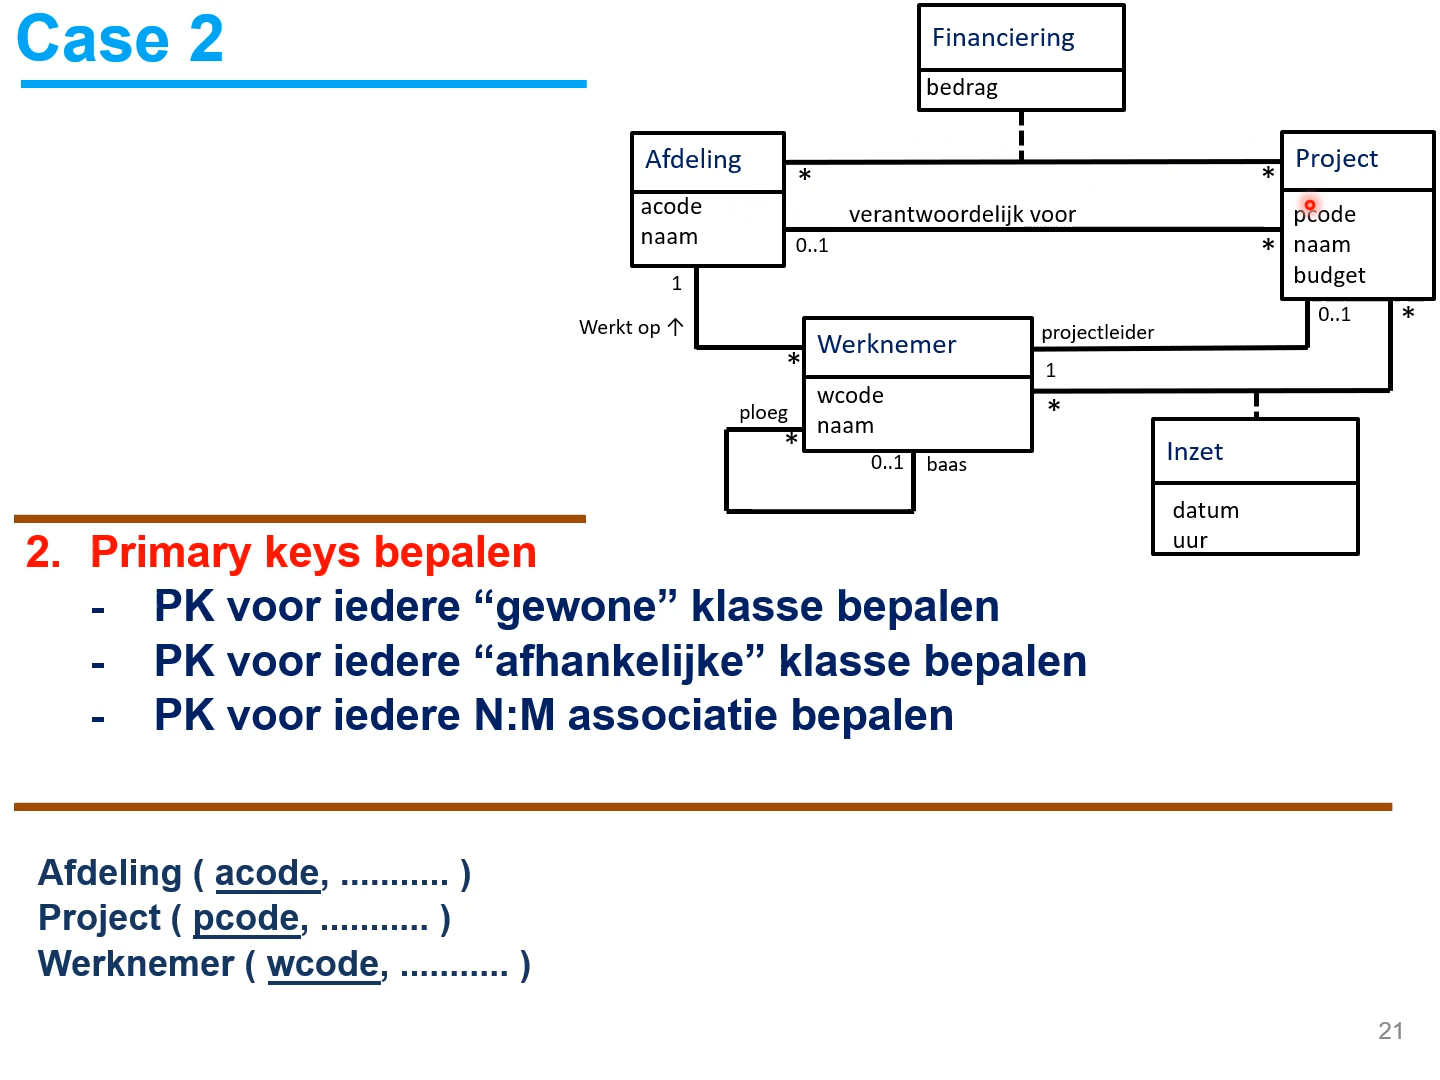 Case 2
Financiering
bedrag
Afdeling
acode
naam
*
*
verantwoordelijk voor
0..1
*
Project
pcode
naam
budget
1
Werkt op ↑
*
Werknemer
wcode
naam
projectleider
1
0..1
*
*
ploeg
*
0..1
baas
Inzet
datum
uur
2. Primary keys bepalen
- PK voor iedere “gewone” klasse bepalen
- PK voor iedere “afhankelijke” klasse bepalen
- PK voor iedere N:M associatie bepalen
Afdeling ( acode, ........... )
Project ( pcode, ........... )
Werknemer ( wcode, ........... )
21